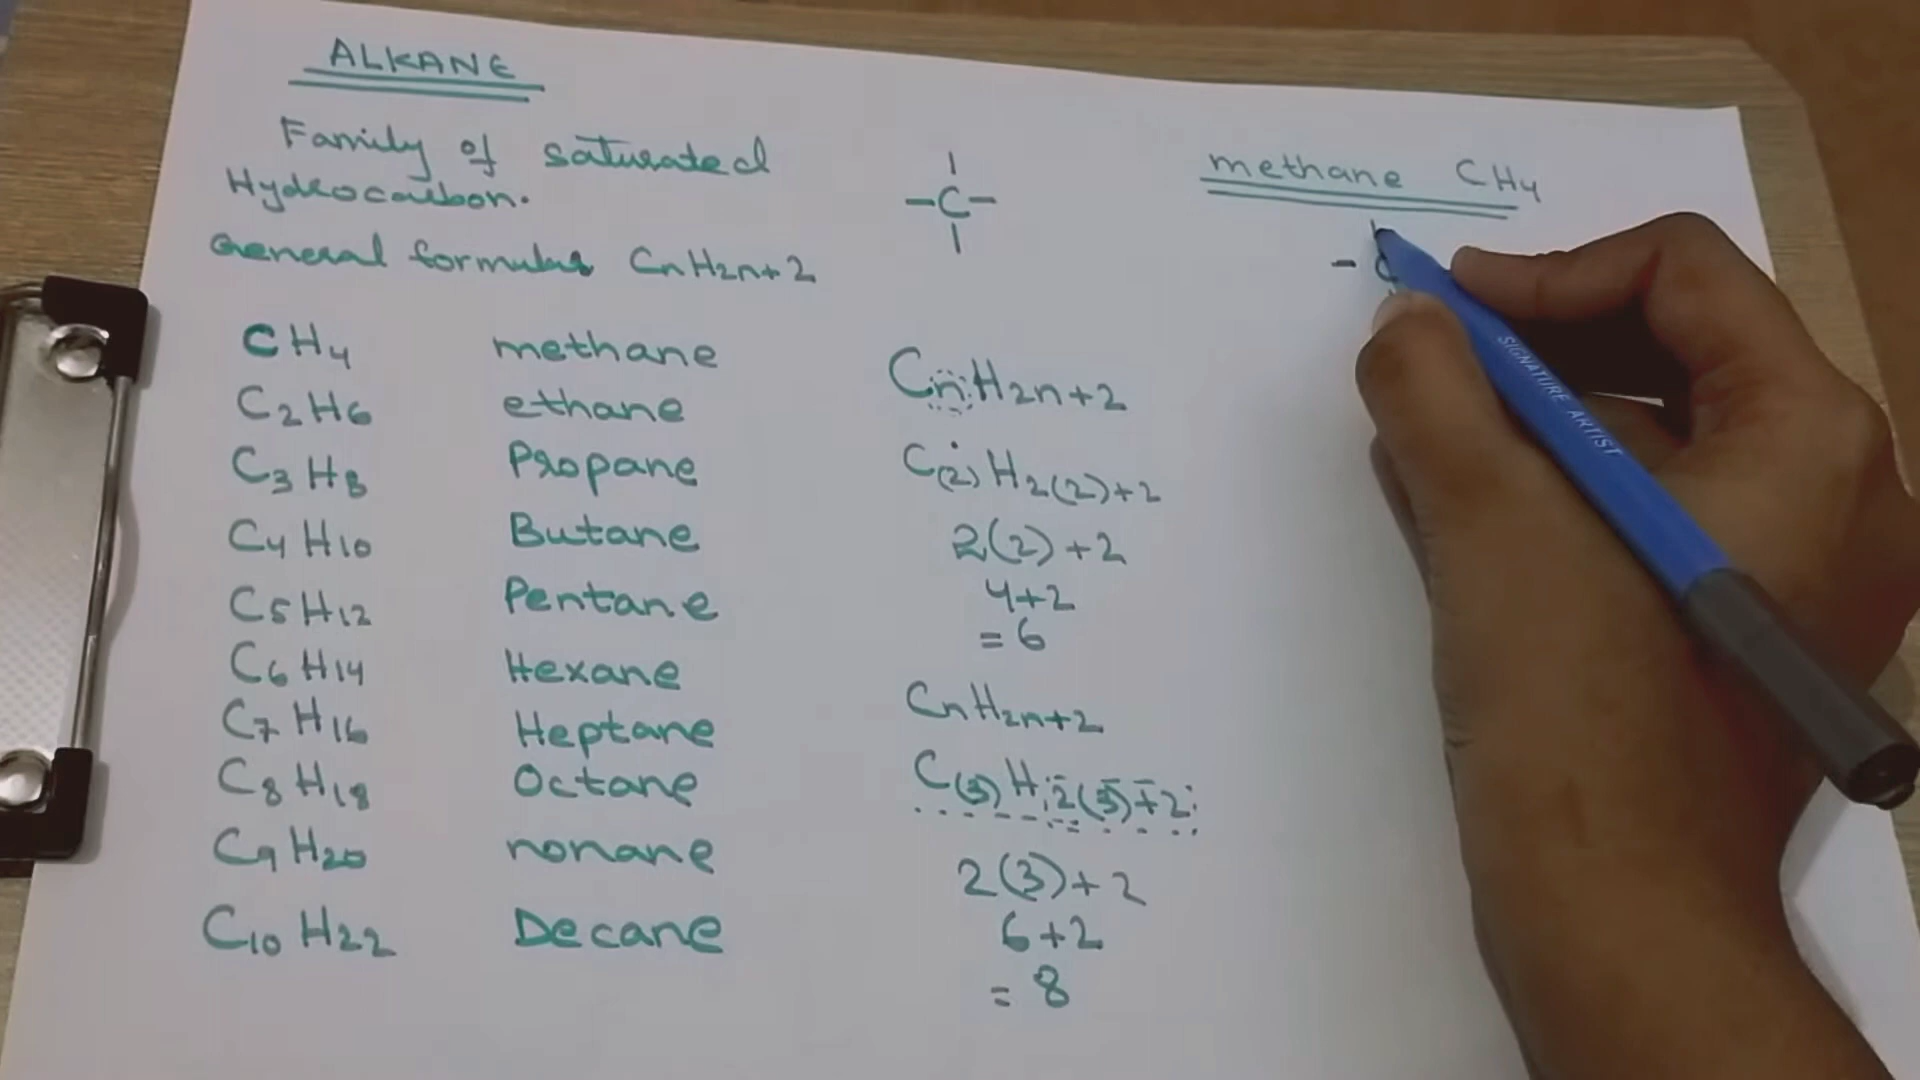 ALKANE
Family of saturated
Hydrocarbon.
General formular CnH2n+2
CH4 methane
C2H6 ethane
C3H8 Propane
C4H10 Butane
C5H12 Pentane
C6H14 Hexane
C7H16 Heptane
C8H18 Octane
C9H20 nonane
C10H22 Decane
-C-
CnH2n+2
C(2)H2(2)+2
2(2)+2
4+2
=6
CnH2n+2
C(3)H2(3)+2
2(3)+2
6+2
= 8
methane CH4
- C
SIGNATURE ARTIST